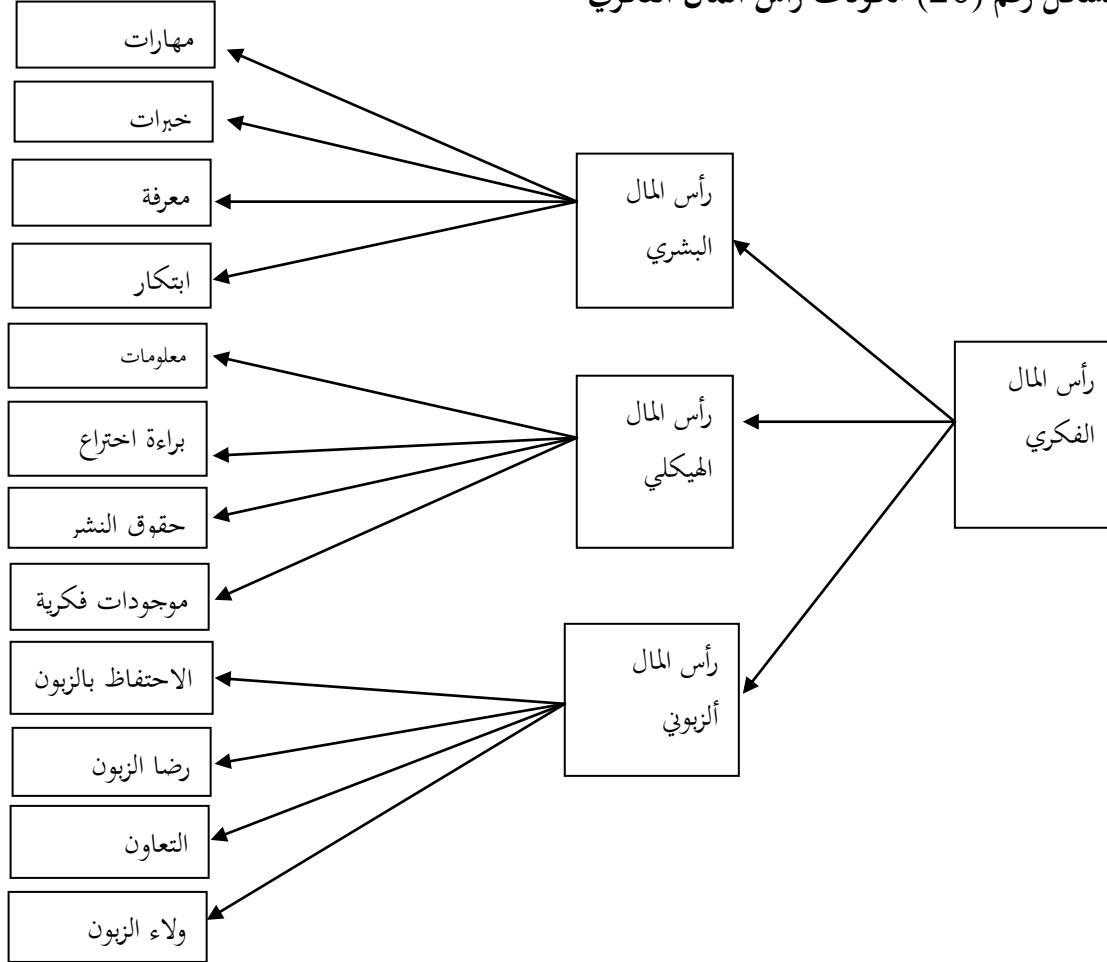 رقم
رأس المال
الفكري
رأس المال
البشري
مهارات
خبرات
معرفة
ابتكار
رأس المال
الهيكلي
معلومات
براءة اختراع
حقوق النشر
موجودات فكرية
رأس المال
ألزبوني
الاحتفاظ بالزبون
رضا الزبون
التعاون
ولاء الزبون